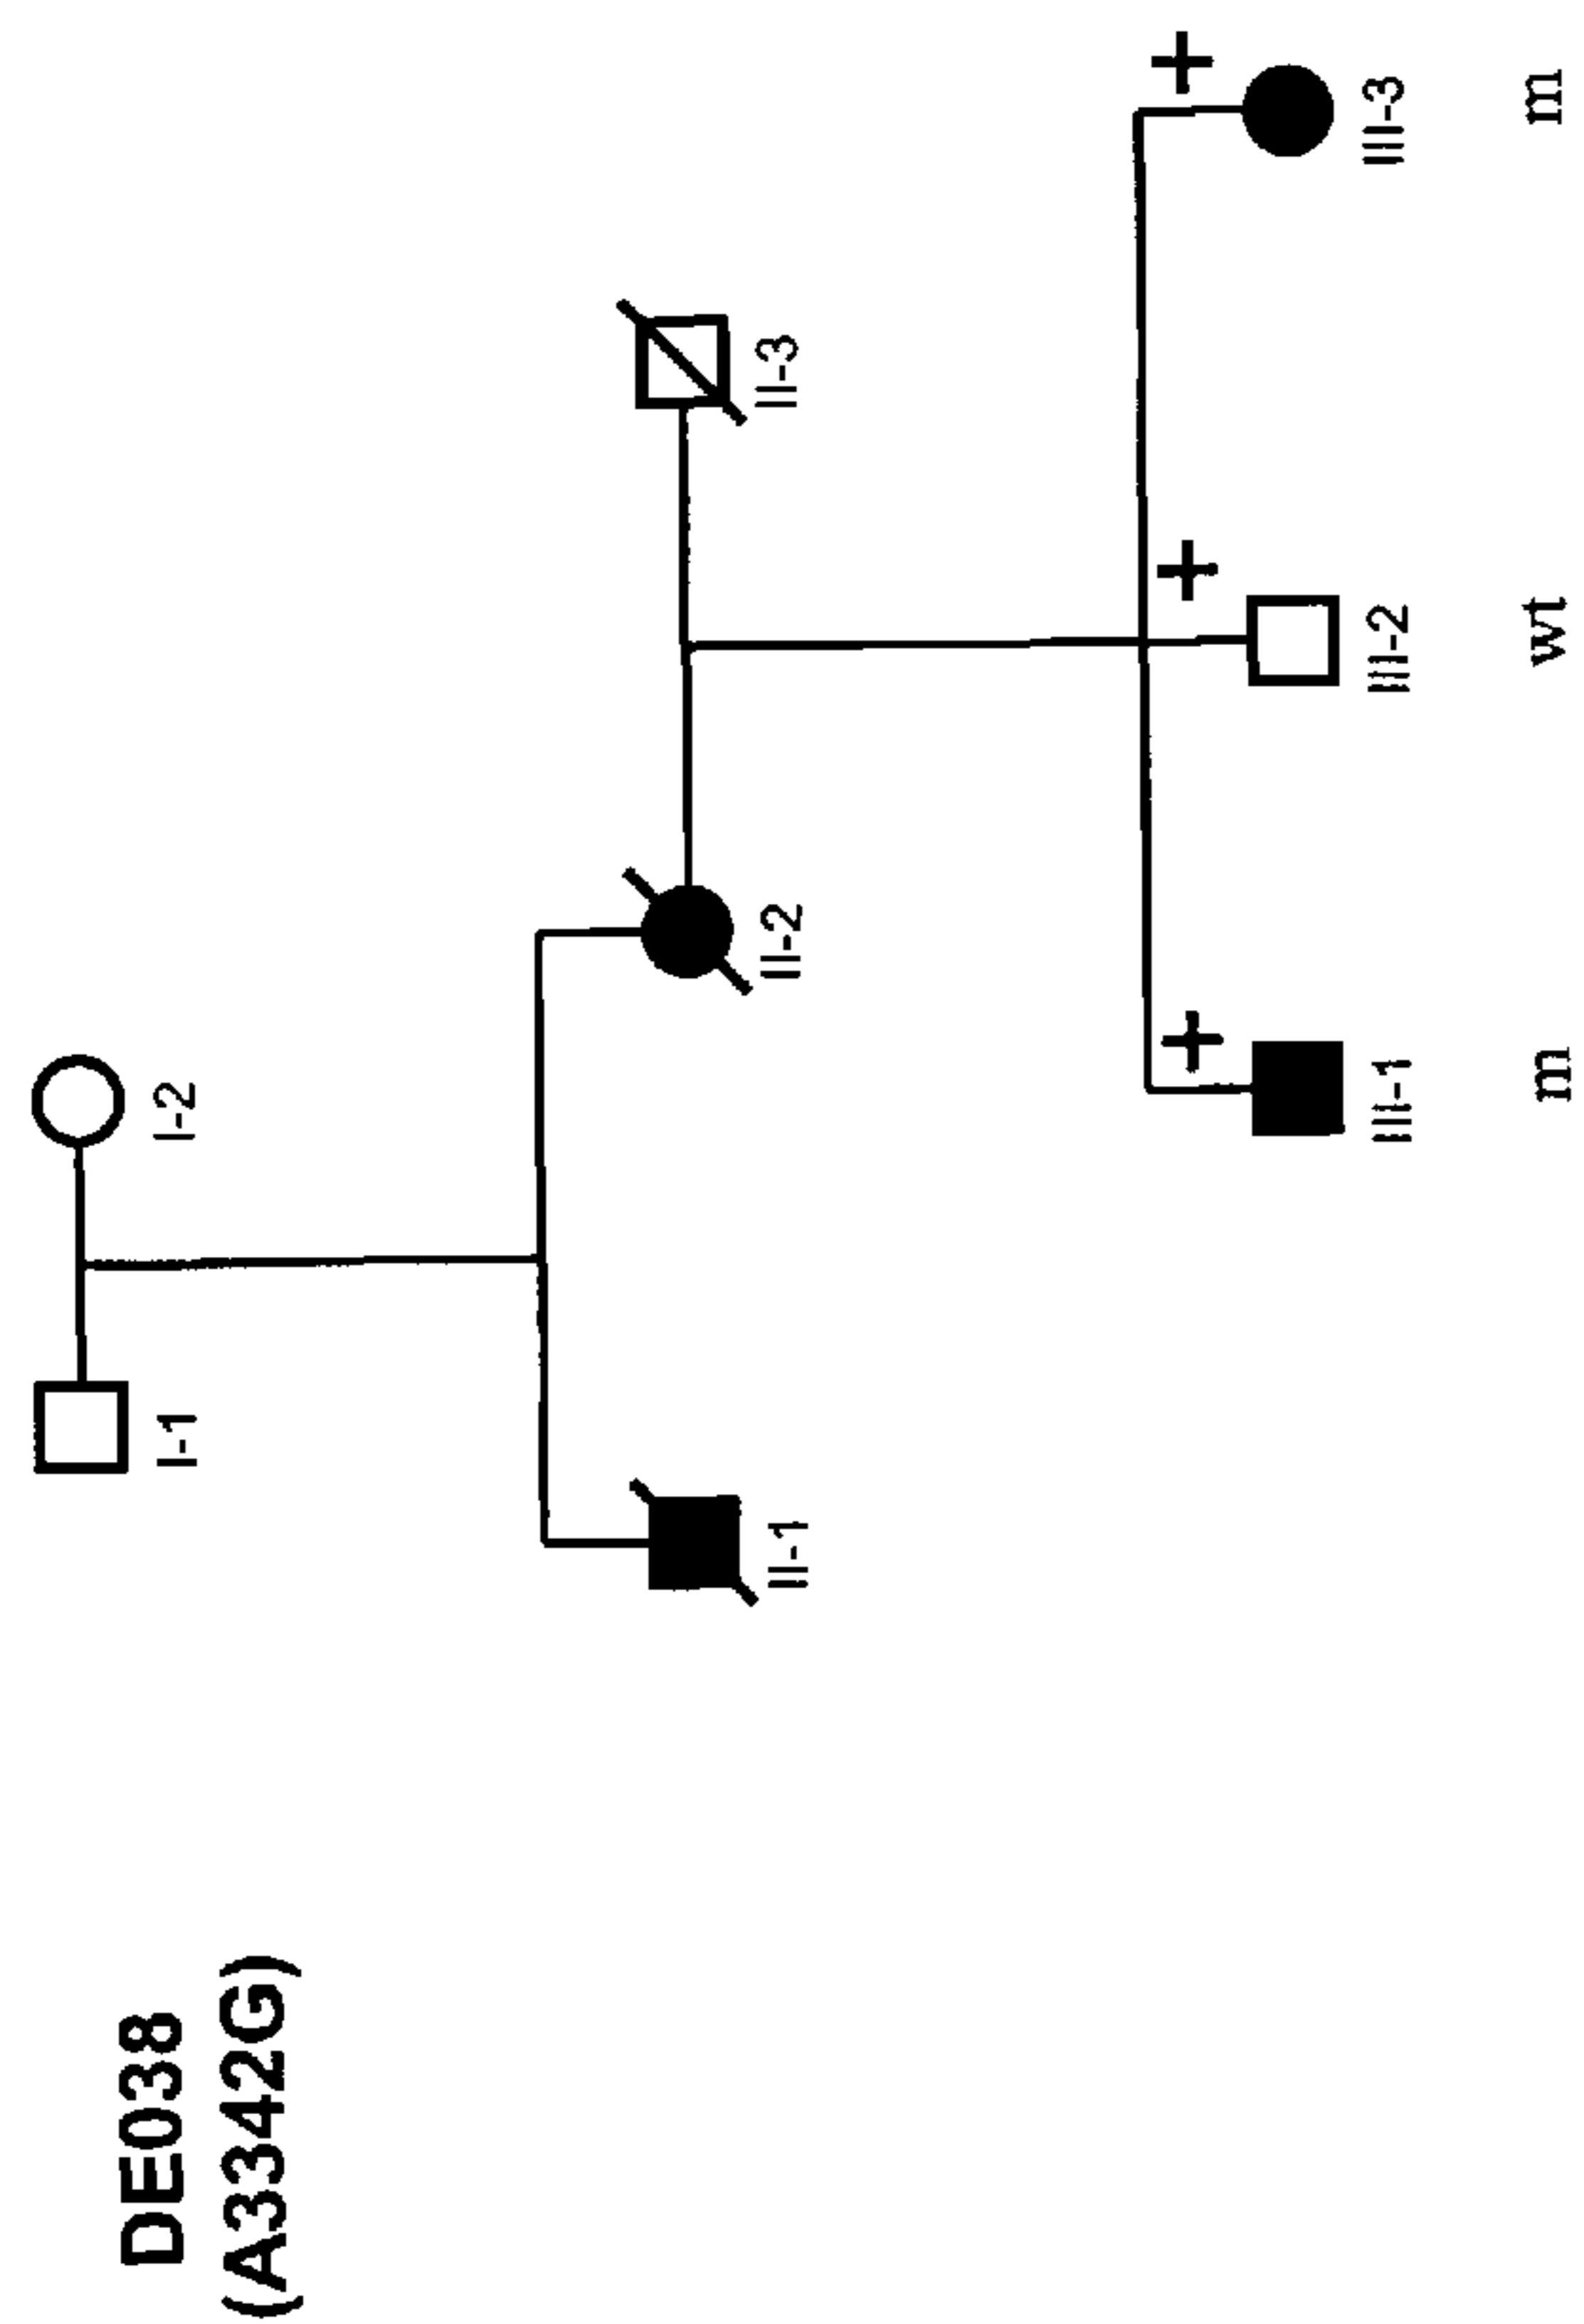 DE038
(A3342G)
I-1 I-2
II-1 II-2 II-3
+ + +
III-1 III-2 III-3
m wt m